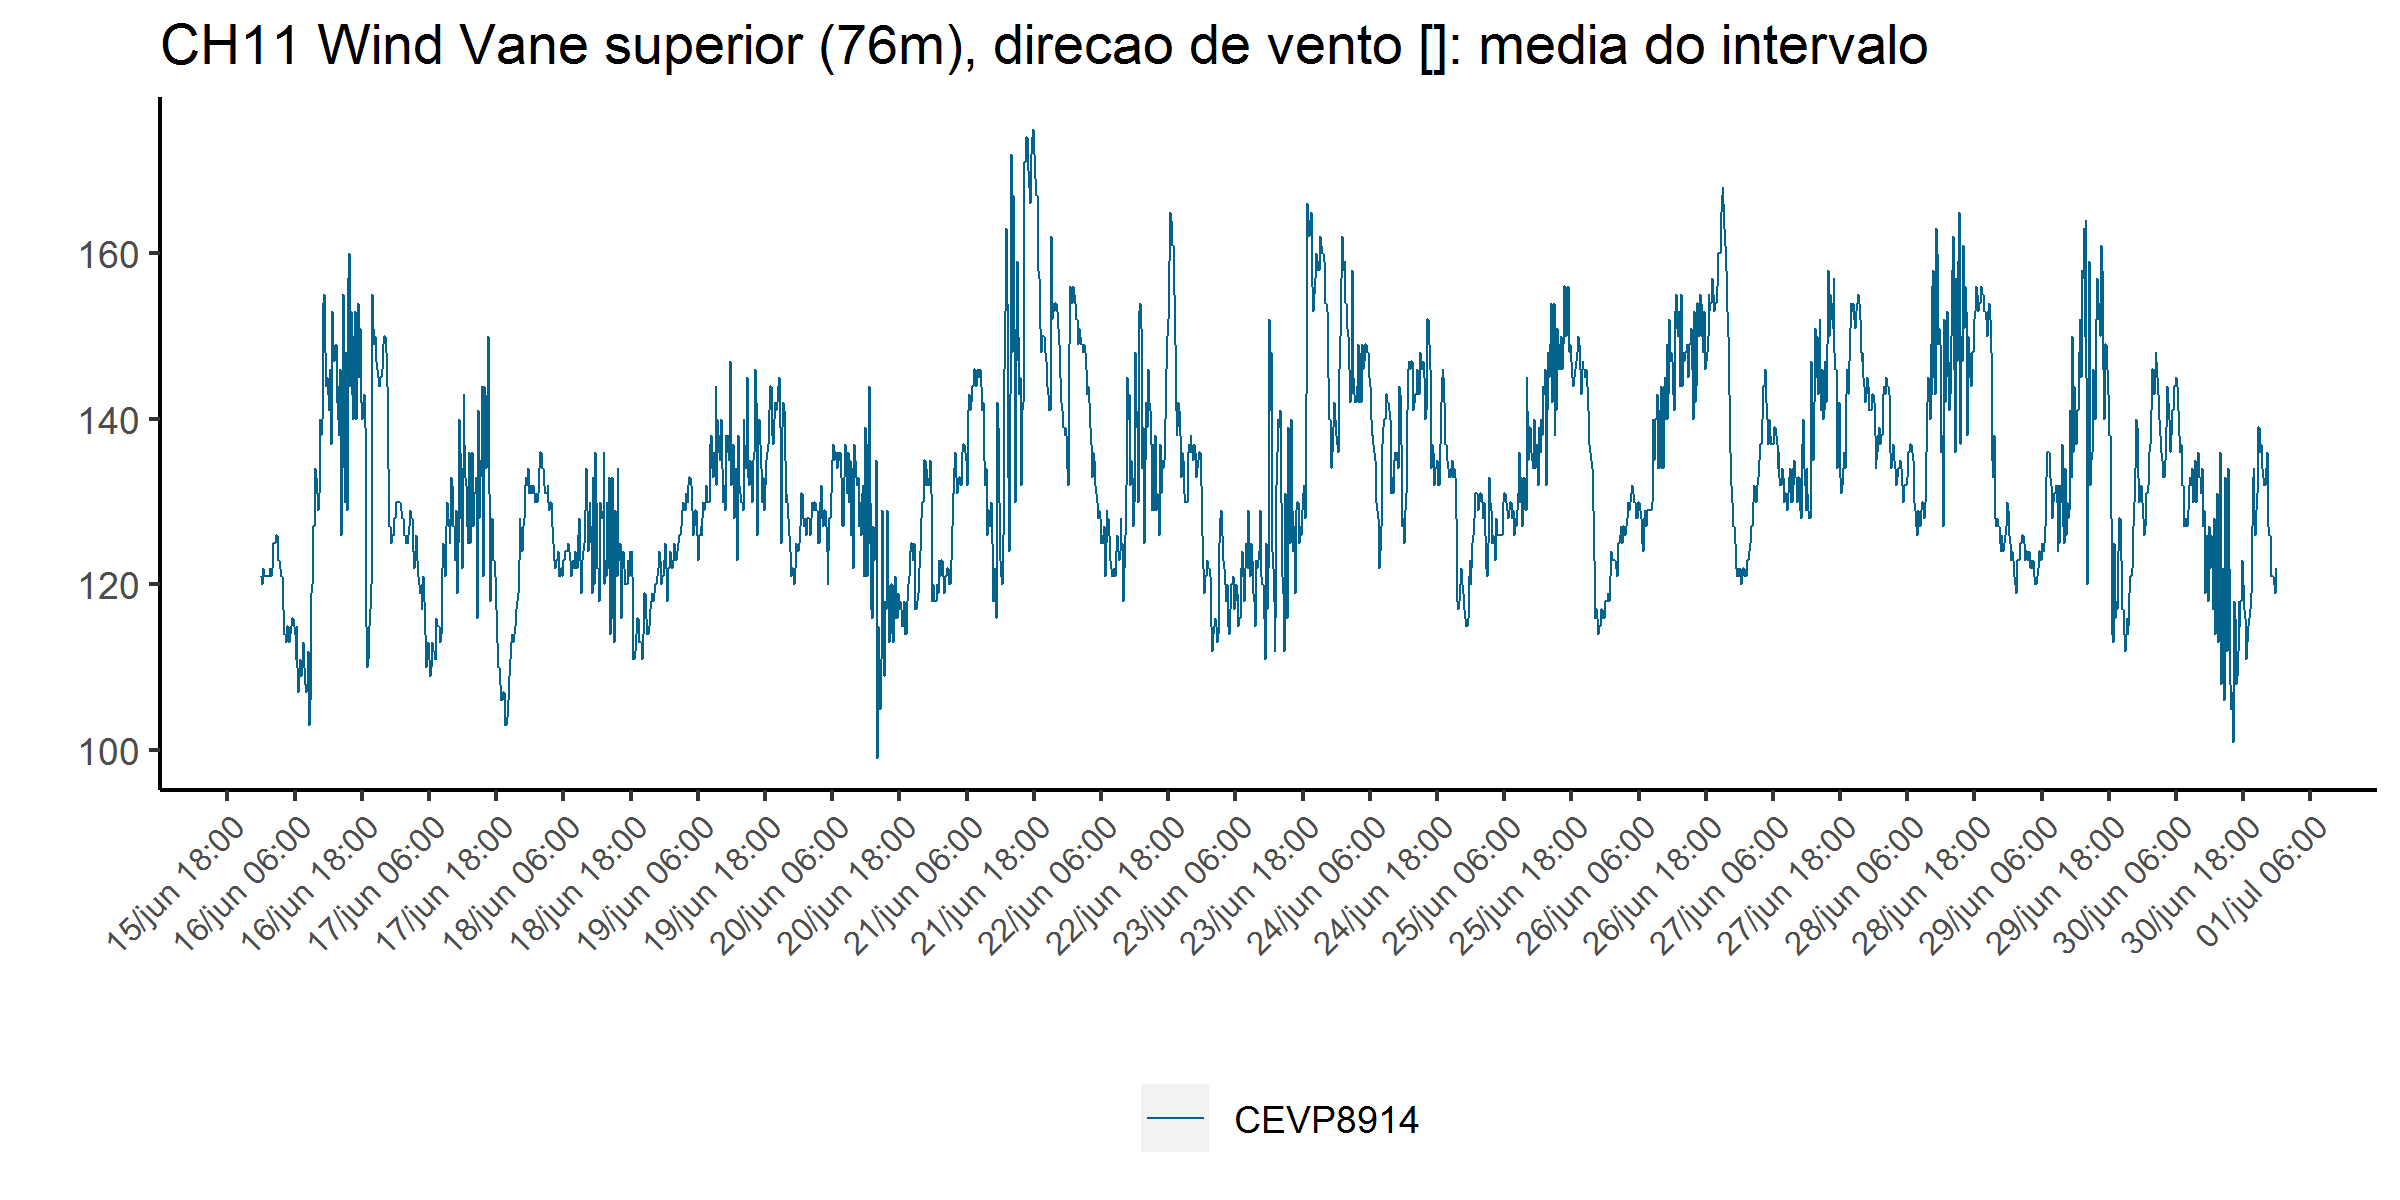 CH11 Wind Vane superior (76m), direcao de vento []: media do intervalo
160
140
120
100
15/jun 18:00
16/jun 06:00
16/jun 18:00
17/jun 06:00
17/jun 18:00
18/jun 06:00
18/jun 18:00
19/jun 06:00
19/jun 18:00
20/jun 06:00
20/jun 18:00
21/jun 06:00
21/jun 18:00
22/jun 06:00
22/jun 18:00
23/jun 06:00
23/jun 18:00
24/jun 06:00
24/jun 18:00
25/jun 06:00
25/jun 18:00
26/jun 06:00
26/jun 18:00
27/jun 06:00
27/jun 18:00
28/jun 06:00
28/jun 18:00
29/jun 06:00
29/jun 18:00
30/jun 06:00
30/jun 18:00
01/jul 06:00
CEVP8914